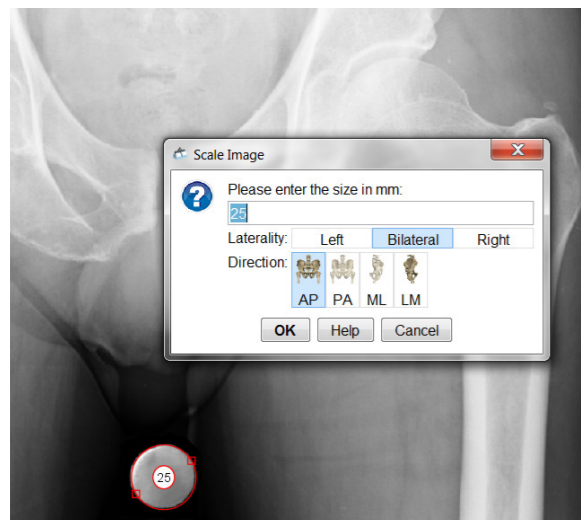 Scale Image
X
Please enter the size in mm:
25
Laterality: Left Bilateral Right
Direction:
AP PA ML LM
OK Help Cancel
25